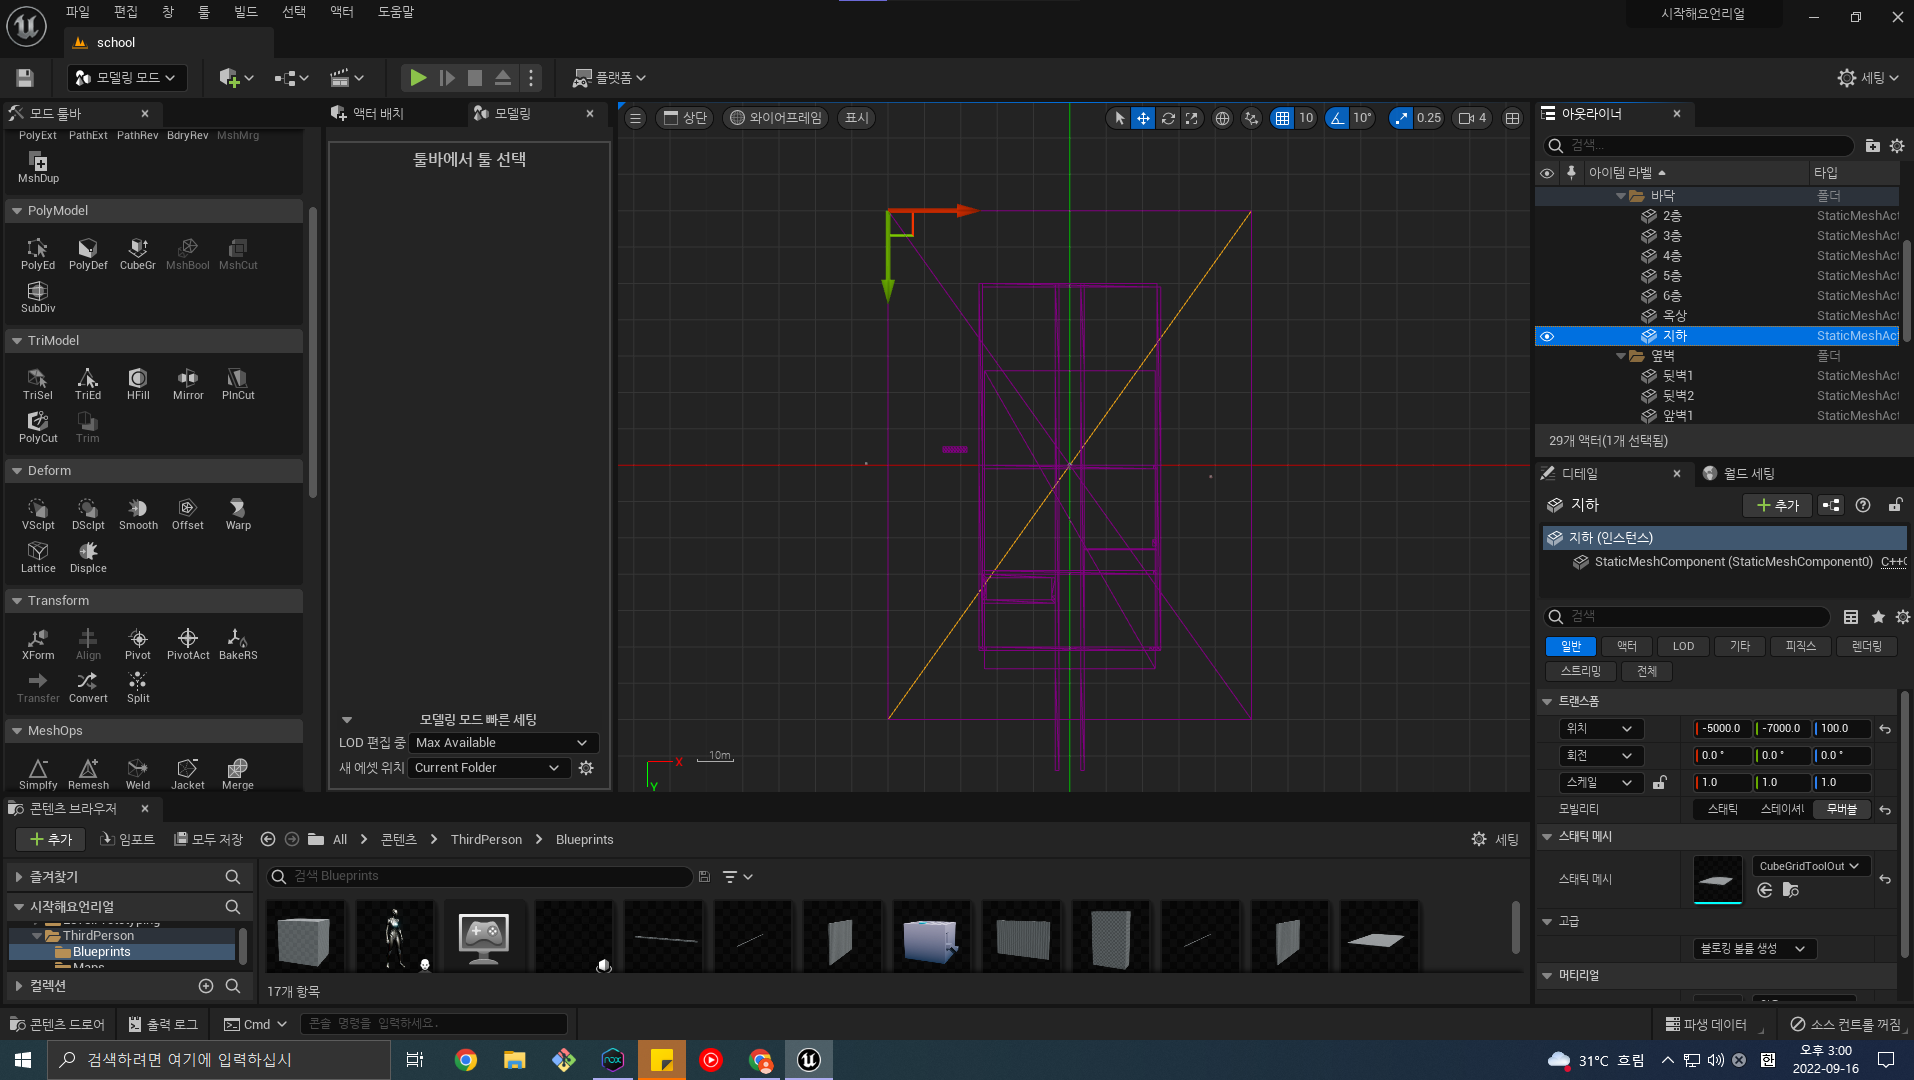 파일 편집 창 툴 빌드 선택 액터 도움말
시작해요언리얼
school
모델링 모드
플랫폼
세팅
모드 툴바
PolyExt PathExt PathRev BdryRev MshMrg
MshDup
PolyModel
PolyEd PolyDef CubeGr MshBool MshCut
SubDiv
TriModel
TriSel TriEd HFill Mirror PlnCut
PolyCut Trim
Deform
VSclpt DSclpt Smooth Offset Warp
Lattice Displce
Transform
XForm Align Pivot PivotAct BakeRS
Transfer Convert Split
MeshOps
Simplfy Remesh Weld Jacket Merge
액터 배치
모델링
툴바에서 툴 선택
모델링 모드 빠른 세팅
LOD 편집 중 Max Available
새 에셋 위치 Current Folder
상단 와이어프레임 표시
10 10° 0.25 4
X
Y
10m
아웃라이너
검색...
아이템 라벨 타입
바닥 폴더
2층 StaticMeshAct
3층 StaticMeshAct
4층 StaticMeshAct
5층 StaticMeshAct
6층 StaticMeshAct
옥상 StaticMeshAct
지하 StaticMeshAct
옆벽 폴더
뒷벽1 StaticMeshAct
뒷벽2 StaticMeshAct
앞벽1 StaticMeshAct
29개 액터(1개 선택됨)
디테일
월드 세팅
지하
추가
지하 (인스턴스)
StaticMeshComponent (StaticMeshComponent0) C++
검색
일반 액터 LOD 기타 피직스 렌더링
스트리밍 전체
트랜스폼
위치 -5000.0 -7000.0 100.0
회전 0.0° 0.0° 0.0°
스케일 1.0 1.0 1.0
모빌리티 스태틱 스테이셔 무버블
스태틱 메시
스태틱 메시 CubeGridToolOut
고급
블로킹 볼륨 생성
머티리얼
콘텐츠 브라우저
추가 임포트 모두 저장 All 콘텐츠 ThirdPerson Blueprints
세팅
즐겨찾기
시작해요언리얼
LevelPrototyping
ThirdPerson
Blueprints
Maps
컬렉션
검색 Blueprints
17개 항목
콘텐츠 드로어 출력 로그 Cmd 콘솔 명령을 입력하세요.
파생 데이터 소스 컨트롤 꺼짐
검색하려면 여기에 입력하십시
nox
31°C 흐림
한
오후 3:00
2022-09-16